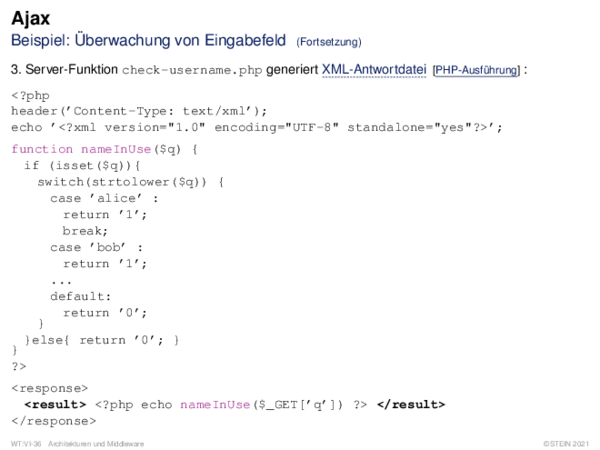 Ajax
Beispiel: Überwachung von Eingabefeld (Fortsetzung)
3. Server-Funktion check-username.php generiert XML-Antwortdatei [PHP-Ausführung] :
<?php
header('Content-Type: text/xml');
echo '<?xml version="1.0" encoding="UTF-8" standalone="yes"?>';
function nameInUse($q) {
if (isset($q)){
switch(strtolower($q)) {
case 'alice' :
return '1';
break;
case 'bob' :
return '1';
...
default:
return '0';
}
}else{ return '0'; }
}
?>
<response>
<result> <?php echo nameInUse($_GET['q']) ?> </result>
</response>
WT:VI-36 Architekturen und Middleware ©STEIN 2021